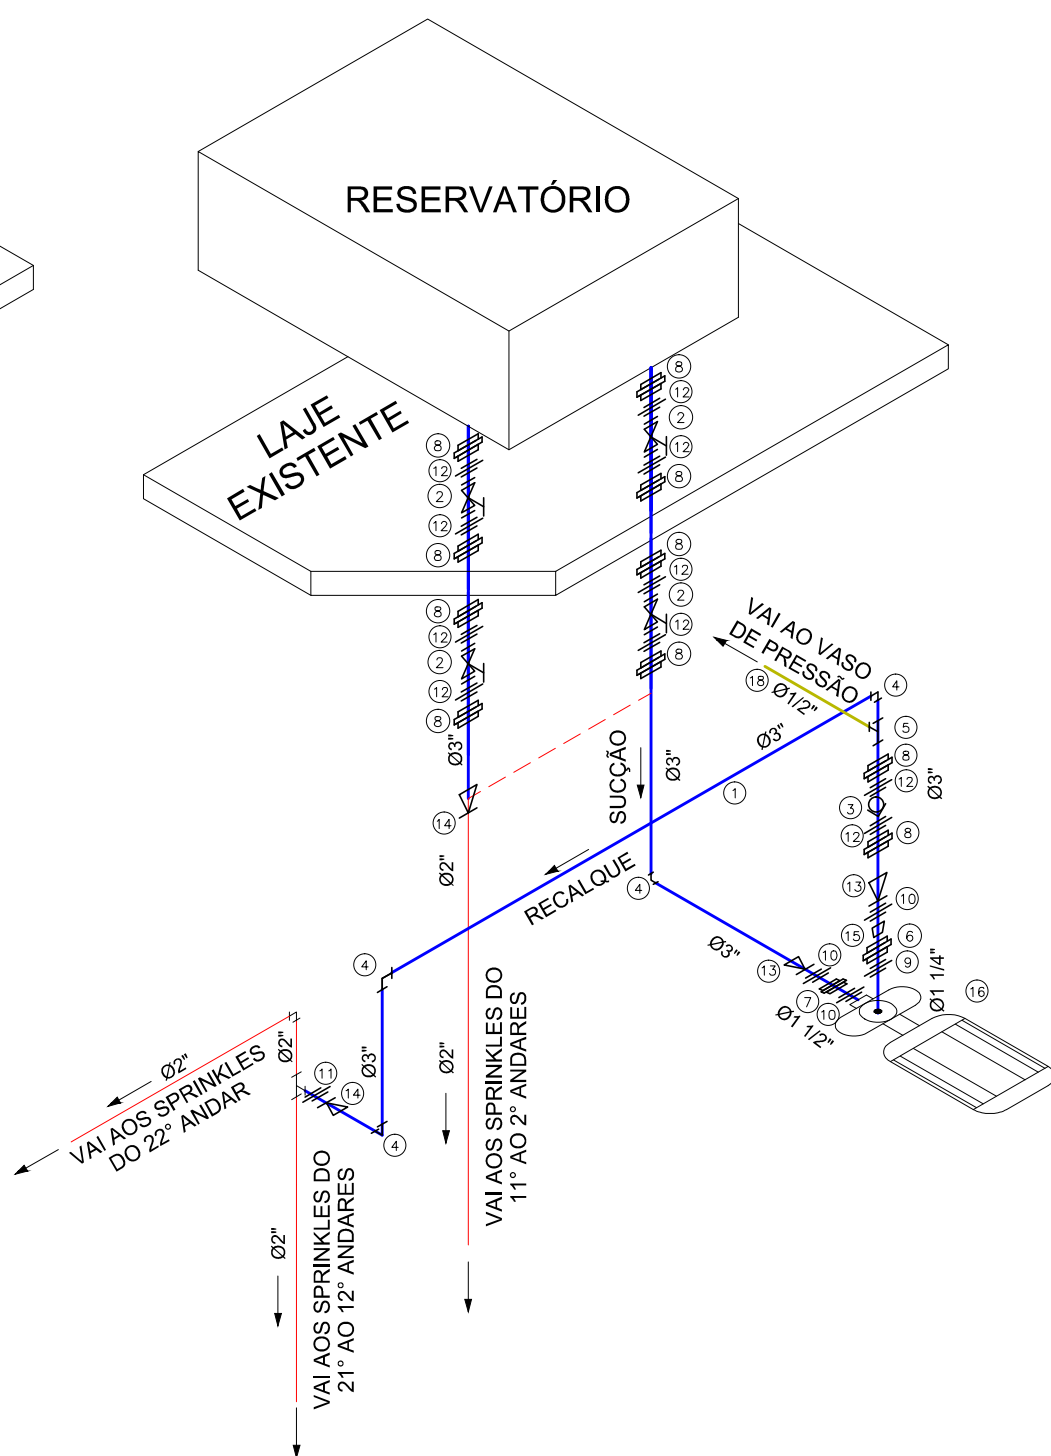 RESERVATÓRIO
LAJE
EXISTENTE
8
12
2
12
8
8
12
2
12
8
8
12
2
12
8
8
12
2
12
8
Ø3"
14
Ø2"
SUCÇÃO
Ø3"
VAI AO VASO
DE PRESSÃO
18
Ø1/2"
4
5
Ø3"
1
8
12
Ø3"
3
12
8
RECALQUE
4
13
10
15
6
9
Ø1 1/4"
16
Ø3"
13
10
7
10
Ø1 1/2"
4
Ø3"
Ø2"
Ø2"
11
14
4
VAI AOS SPRINKLES
DO 22° ANDAR
Ø2"
VAI AOS SPRINKLES DO
11° AO 2° ANDARES
Ø2"
VAI AOS SPRINKLES DO
21° AO 12° ANDARES